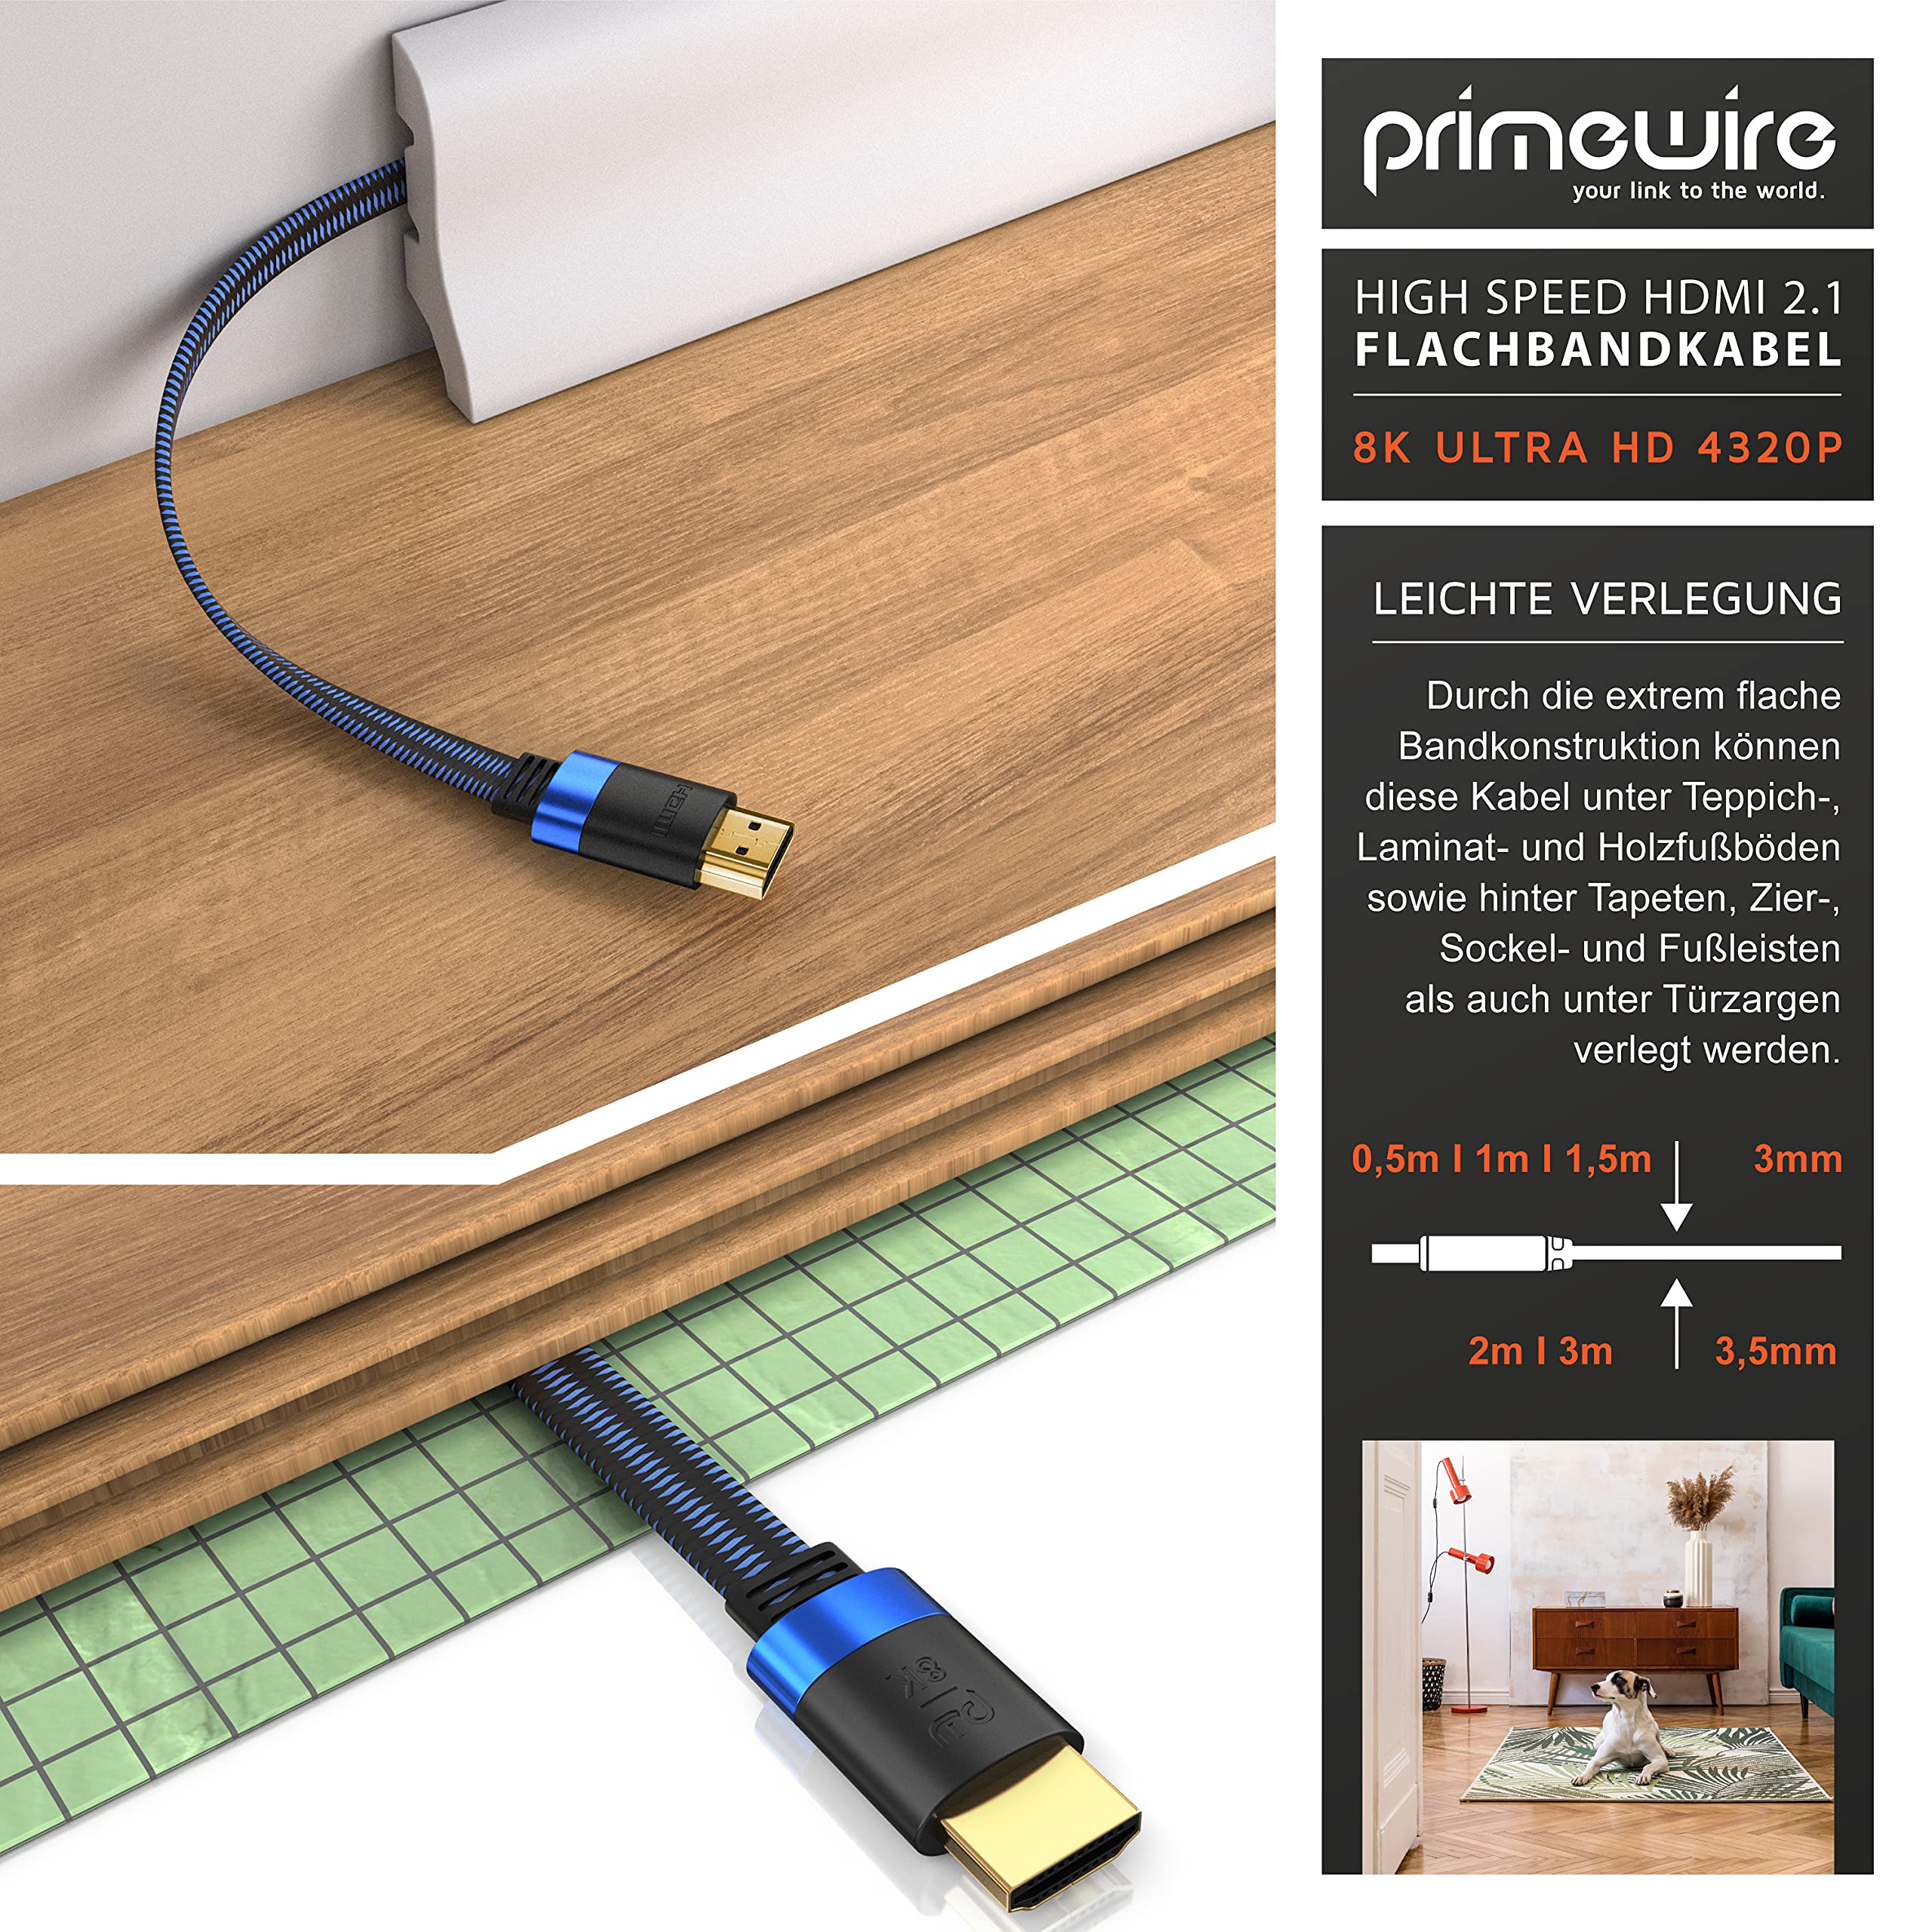 primewire
your link to the world.
HIGH SPEED HDMI 2.1
FLACHBANDKABEL
8K ULTRA HD 4320P
LEICHTE VERLEGUNG
Durch die extrem flache
Bandkonstruktion können
diese Kabel unter Teppich-,
Laminat- und Holzfußböden
sowie hinter Tapeten, Zier-,
Sockel- und Fußleisten
als auch unter Türzargen
verlegt werden.
0,5m I 1m I 1,5m 3mm
2m I 3m 3,5mm
HDMI
8K